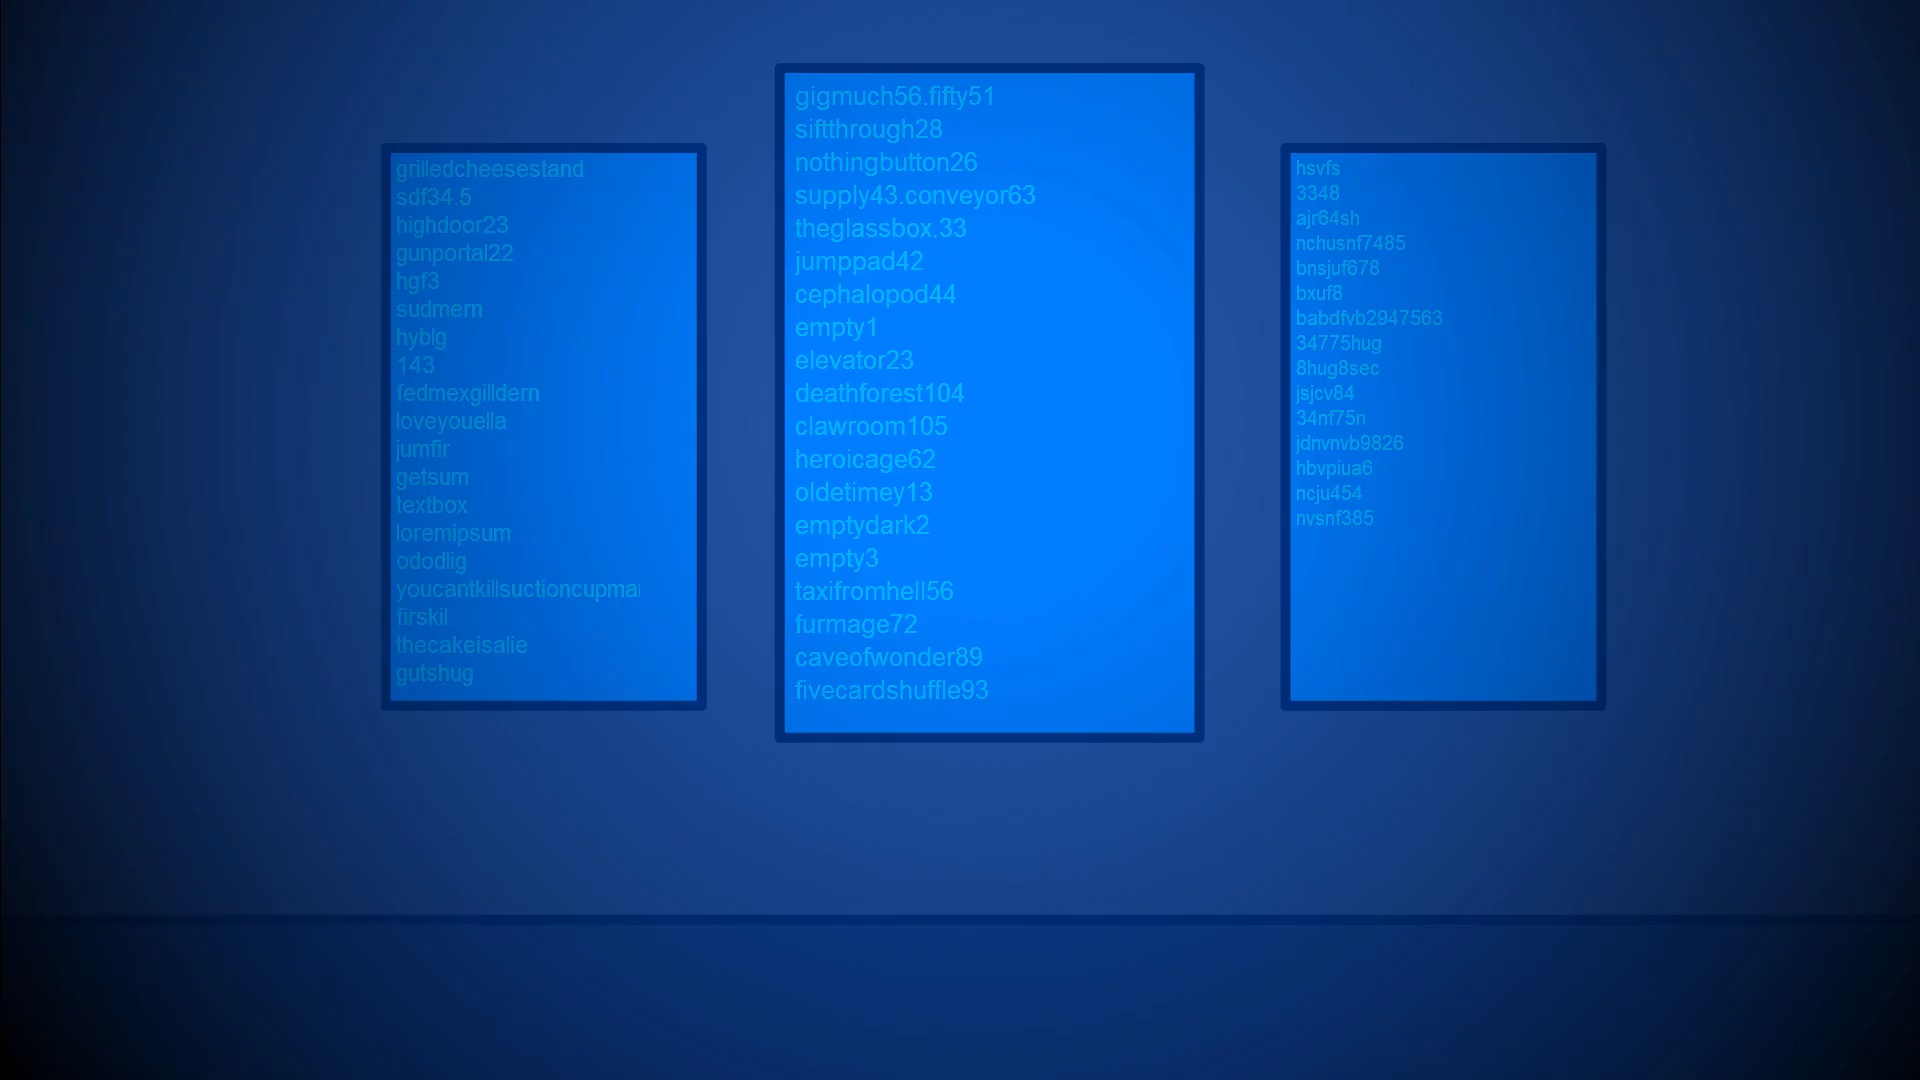 grilledcheesestand
sdf34.5
highdoor23
gunportal22
hgf3
sudmern
hyblg
143
fedmexgilldern
loveyouella
jumfir
getsum
textbox
loremipsum
ododlig
youcantkillsuctioncupmar
firskil
thecakeisalie
gutshug
gigmuch56.fifty51
siftthrough28
nothingbutton26
supply43.conveyor63
theglassbox.33
jumppad42
cephalopod44
empty1
elevator23
deathforest104
clawroom105
heroicage62
oldetimey13
emptydark2
empty3
taxifromhell56
furmage72
caveofwonder89
fivecardshuffle93
hsvfs
3348
ajr64sh
nchusnf7485
bnsjuf678
bxuf8
babdfvb2947563
34775hug
8hug8sec
jsjcv84
34nf75n
jdnvnvb9826
hbvpiua6
ncju454
nvsnf385